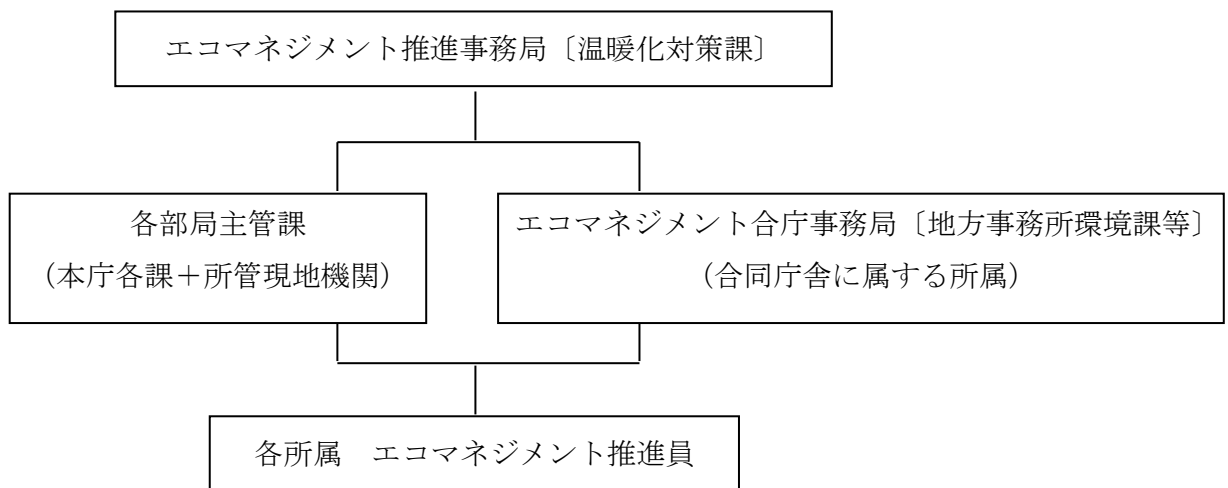 エコマネジメント推進事務局〔温暖化対策課〕
各部局主管課
(本庁各課+所管現地機関)
エコマネジメント合庁事務局〔地方事務所環境課等〕
(合同庁舎に属する所属)
各所属　エコマネジメント推進員